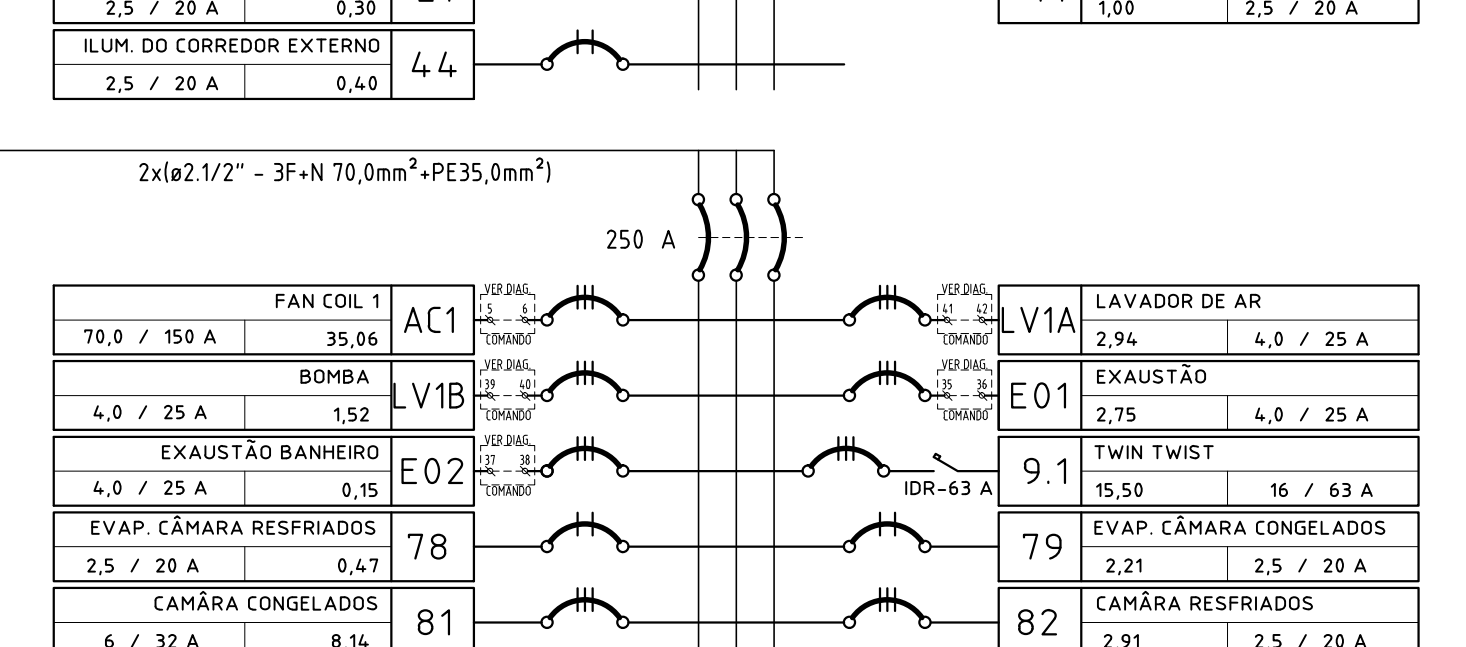 2,5 / 20 A 0,30
1,00 2,5 / 20 A
ILUM. DO CORREDOR EXTERNO
44
2,5 / 20 A 0,40
2x(ø2.1/2" - 3F+N 70,0mm²+PE35,0mm²)
250 A
FAN COIL 1
AC1
70,0 / 150 A 35,06
VER DIAG.
5 6
COMANDO
VER DIAG.
41 42
COMANDO
LV1A
LAVADOR DE AR
2,94 4,0 / 25 A
BOMBA
LV1B
4,0 / 25 A 1,52
VER DIAG.
39 40
COMANDO
VER DIAG.
35 36
COMANDO
E01
EXAUSTÃO
2,75 4,0 / 25 A
EXAUSTÃO BANHEIRO
E02
4,0 / 25 A 0,15
VER DIAG.
37 38
COMANDO
IDR-63 A
9.1
TWIN TWIST
15,50 16 / 63 A
EVAP. CÂMARA RESFRIADOS
78
2,5 / 20 A 0,47
79
EVAP. CÂMARA CONGELADOS
2,21 2,5 / 20 A
CAMÂRA CONGELADOS
81
6 / 32 A 8,14
82
CAMÂRA RESFRIADOS
2,91 2,5 / 20 A